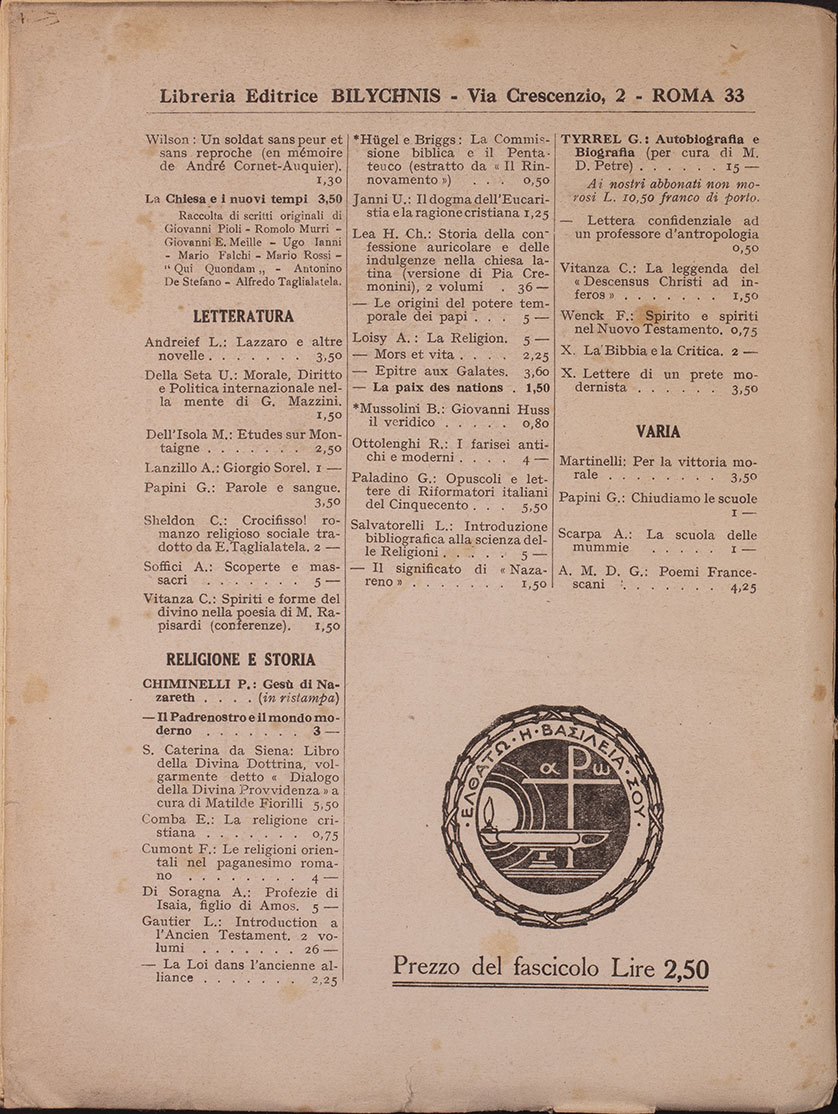 Libreria Editrice BILYCHNIS - Via Crescenzio, 2 - ROMA 33
Wilson : Un soldat sans peur et
sans reproche (en mémoire
de André Cornet-Auquier).
1,30
La Chiesa e i nuovi tempi 3,50
Raccolta di scritti originali di
Giovanni Pioli - Romolo Murri -
Giovanni E. Meille - Ugo Ianni
- Mario Falchi - Mario Rossi -
" Qui Quondam „ - Antonino
De Stefano - Alfredo Taglialatela.
LETTERATURA
Andreief L.: Lazzaro e altre
novelle . . . . . . . 3,50
Della Seta U.: Morale, Diritto
e Politica internazionale nel-
la mente di G. Mazzini.
1,50
Dell'Isola M.: Etudes sur Mon-
taigne . . . . . . . 2,50
Lanzillo A.: Giorgio Sorel. 1 —
Papini G.: Parole e sangue.
3,50
Sheldon C.: Crocifisso! ro-
manzo religioso sociale tra-
dotto da E. Taglialatela. 2 —
Soffici A.: Scoperte e mas-
sacri . . . . . . . 5 —
Vitanza C.: Spiriti e forme del
divino nella poesia di M. Ra-
pisardi (conferenze). 1,50
RELIGIONE E STORIA
CHIMINELLI P.: Gesù di Na-
zareth . . . . (in ristampa)
— Il Padrenostro e il mondo mo-
derno . . . . . . . 3 —
S. Caterina da Siena: Libro
della Divina Dottrina, vol-
garmente detto « Dialogo
della Divina Provvidenza » a
cura di Matilde Fiorilli 5,50
Comba E.: La religione cri-
stiana . . . . . . . 0,75
Cumont F.: Le religioni orien-
tali nel paganesimo roma-
no . . . . . . . . 4 —
Di Soragna A.: Profezie di
Isaia, figlio di Amos. 5 —
Gautier L.: Introduction a
l'Ancien Testament. 2 vo-
lumi . . . . . . . 26 —
— La Loi dans l'ancienne al-
liance . . . . . . . 2,25
*Hügel e Briggs: La Commis-
sione biblica e il Penta-
teuco (estratto da « Il Rin-
novamento ») . . . 0,50
Janni U.: Il dogma dell'Eucari-
stia e la ragione cristiana 1,25
Lea H. Ch.: Storia della con-
fessione auricolare e delle
indulgenze nella chiesa la-
tina (versione di Pia Cre-
monini), 2 volumi . 36 —
— Le origini del potere tem-
porale dei papi . . . 5 —
Loisy A.: La Religion. 5 —
— Mors et vita . . . . 2,25
— Epitre aux Galates. 3,60
— La paix des nations . 1,50
*Mussolini B.: Giovanni Huss
il veridico . . . . . 0,80
Ottolenghi R.: I farisei anti-
chi e moderni . . . . 4 —
Paladino G.: Opuscoli e let-
tere di Riformatori italiani
del Cinquecento . . . 5,50
Salvatorelli L.: Introduzione
bibliografica alla scienza del-
le Religioni . . . . . 5 —
— Il significato di « Naza-
reno » . . . . . . . 1,50
TYRREL G.: Autobiografia e
Biografia (per cura di M.
D. Petre) . . . . . . 15 —
Ai nostri abbonati non mo-
rosi L. 10,50 franco di porto.
— Lettera confidenziale ad
un professore d'antropologia
0,50
Vitanza C.: La leggenda del
« Descensus Christi ad in-
feros » . . . . . . . 1,50
Wenck F.: Spirito e spiriti
nel Nuovo Testamento. 0,75
X. La Bibbia e la Critica. 2 —
X. Lettere di un prete mo-
dernista . . . . . . 3,50
VARIA
Martinelli: Per la vittoria mo-
rale . . . . . . . . 3,50
Papini G.: Chiudiamo le scuole
1 —
Scarpa A.: La scuola delle
mummie . . . . . 1 —
A. M. D. G.: Poemi France-
scani . . . . . . . . 4,25
· ΕΛΘΑΤΩ · Η · ΒΑΣΙΛΕΙΑ · ΣΟΥ ·
α ω
Prezzo del fascicolo Lire 2,50